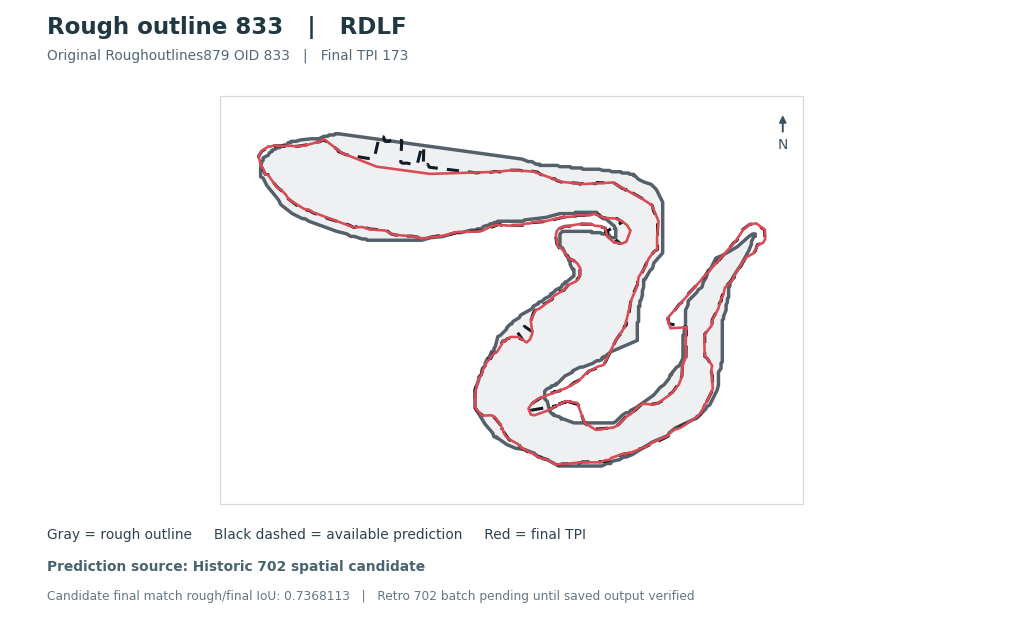 Rough outline 833   |   RDLF
Original Roughoutlines879 OID 833   |   Final TPI 173
N
Gray = rough outline     Black dashed = available prediction     Red = final TPI
Prediction source: Historic 702 spatial candidate
Candidate final match rough/final IoU: 0.7368113   |   Retro 702 batch pending until saved output verified